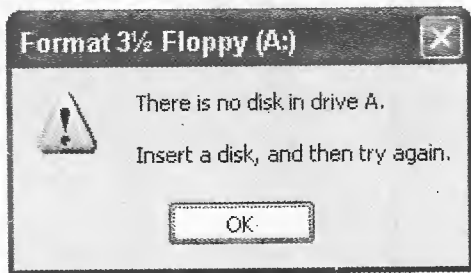 Format 3½ Floppy (A:)
There is no disk in drive A.
Insert a disk, and then try again.
OK